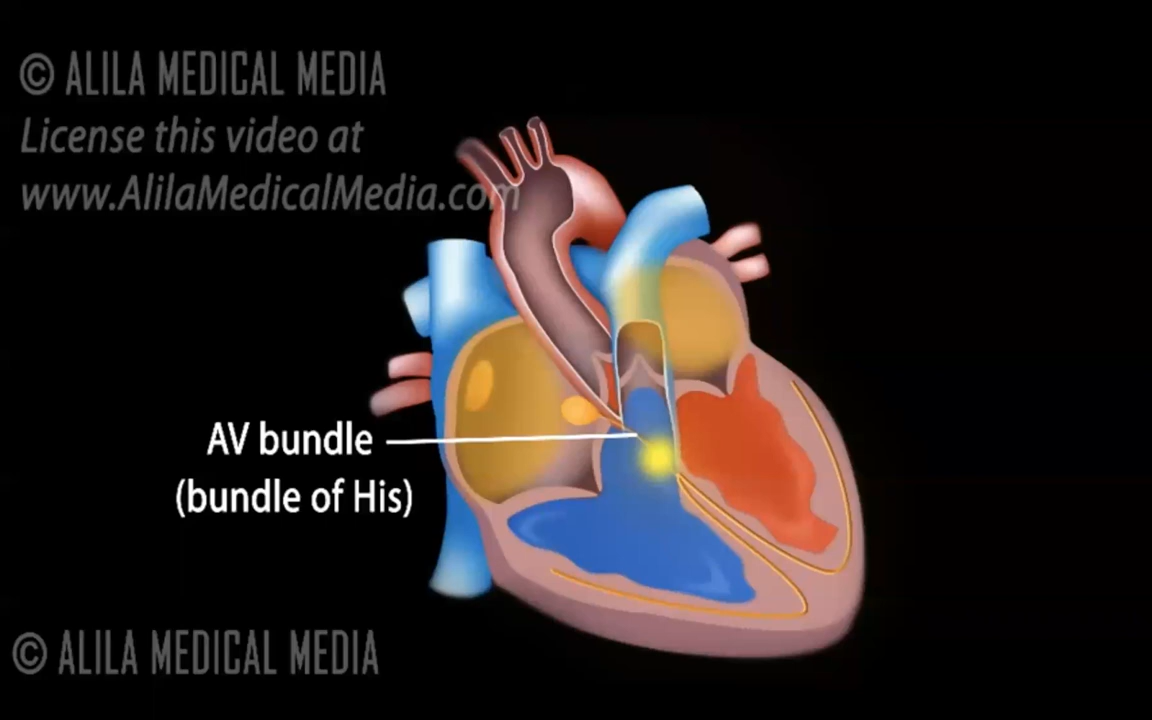 © ALILA MEDICAL MEDIA
License this video at
www.AlilaMedicalMedia.com
AV bundle
(bundle of His)
© ALILA MEDICAL MEDIA